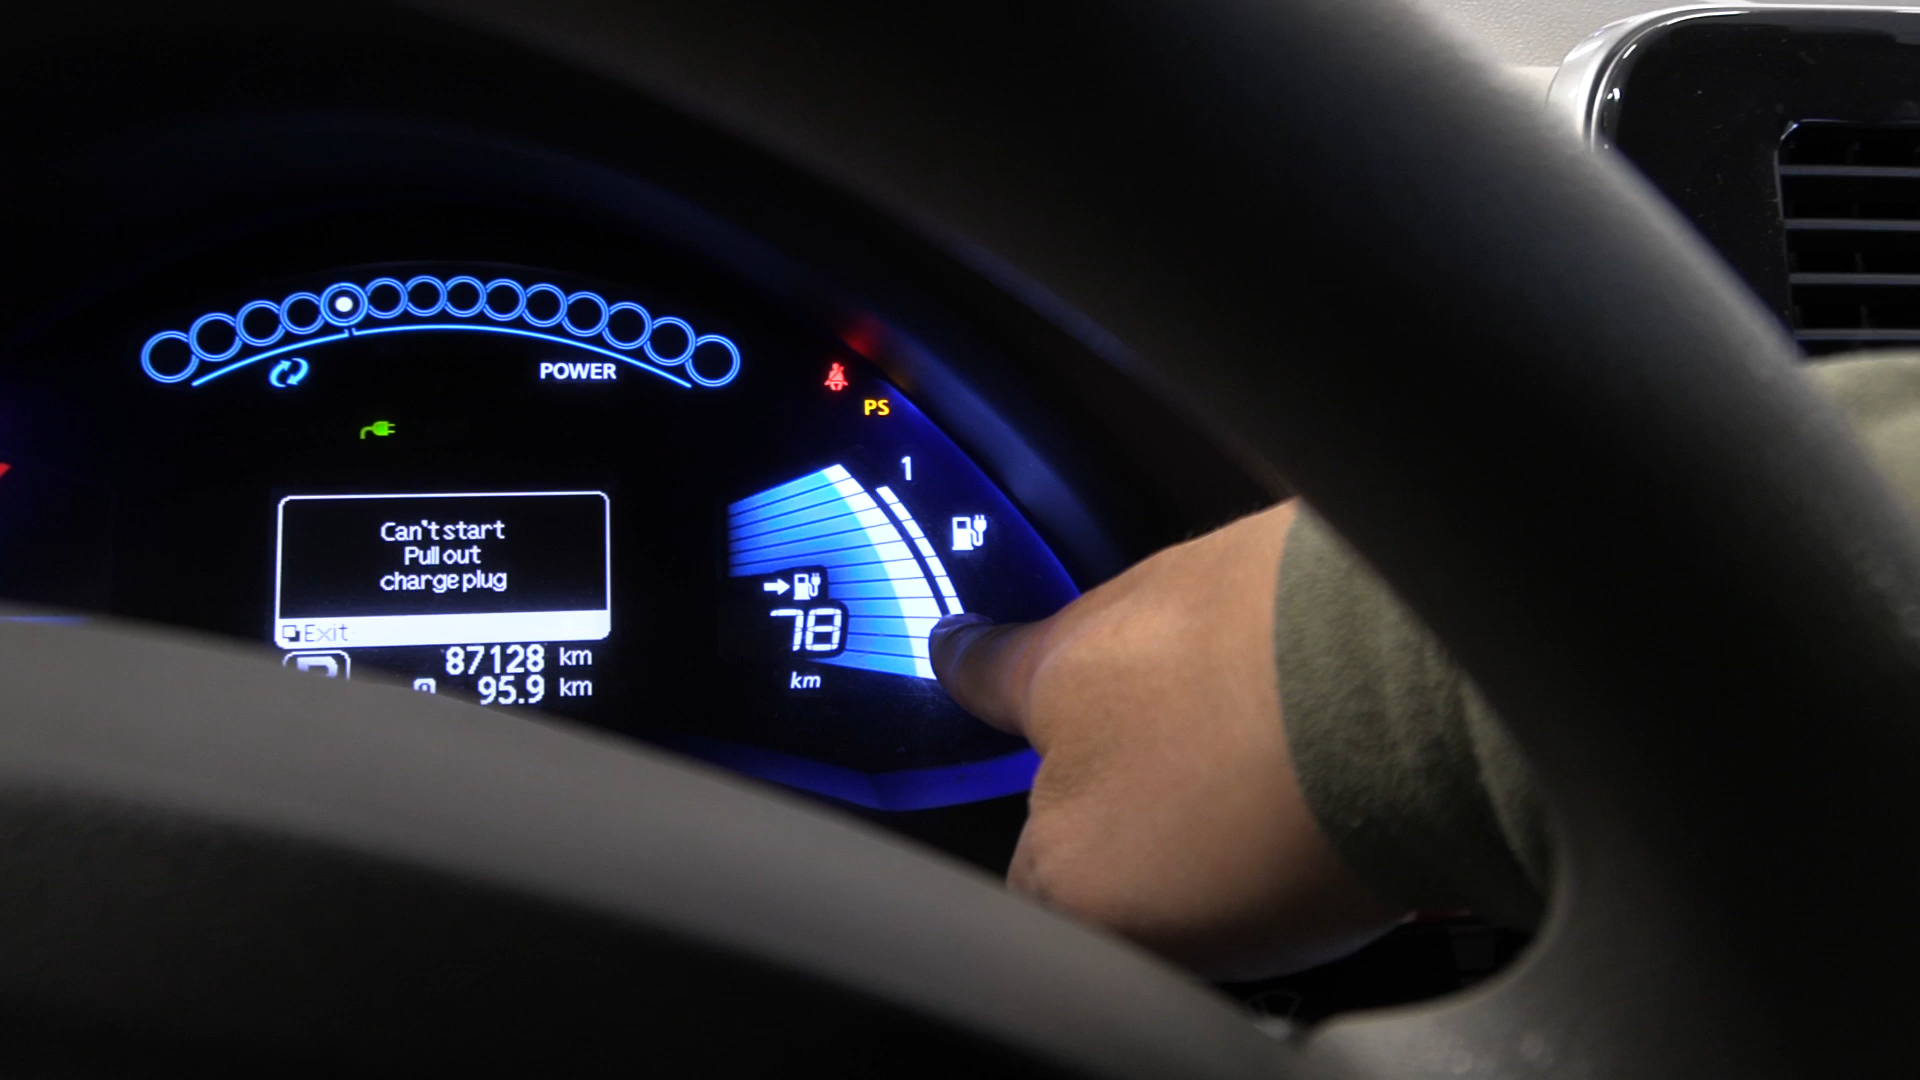 POWER
PS
1
Can't start
Pull out
charge plug
Exit
78
km
87128 km
95.9 km